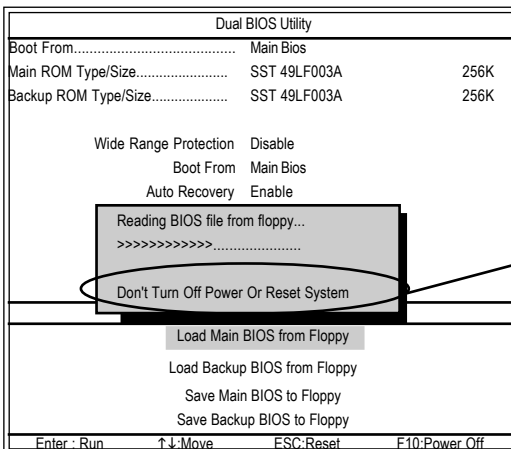 Dual BIOS Utility
Boot From........................................ Main Bios
Main ROM Type/Size....................... SST 49LF003A 256K
Backup ROM Type/Size................... SST 49LF003A 256K
Wide Range Protection Disable
Boot From Main Bios
Auto Recovery Enable
Reading BIOS file from floppy...
>>>>>>>>>>>>......................
Don't Turn Off Power Or Reset System
Load Main BIOS from Floppy
Load Backup BIOS from Floppy
Save Main BIOS to Floppy
Save Backup BIOS to Floppy
Enter : Run ↑↓:Move ESC:Reset F10:Power Off